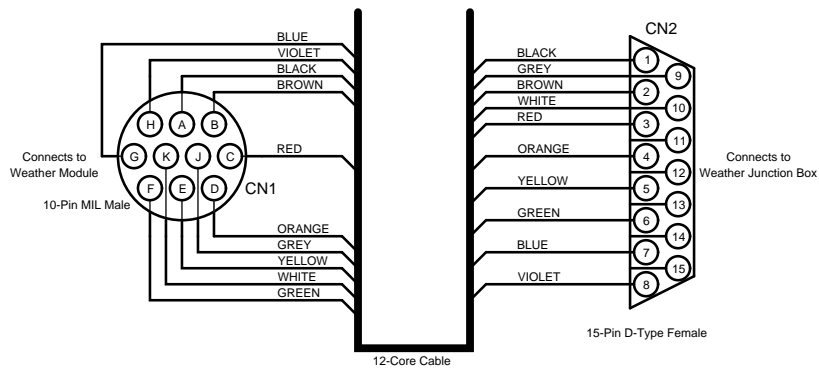 BLUE
VIOLET
BLACK
BROWN
H A B
G K J C
RED
F E D
CN1
Connects to
Weather Module
10-Pin MIL Male
ORANGE
GREY
YELLOW
WHITE
GREEN
12-Core Cable
CN2
BLACK
GREY
BROWN
WHITE
RED
ORANGE
YELLOW
GREEN
BLUE
VIOLET
1
9
2
10
3
11
4
12
5
13
6
14
7
15
8
Connects to
Weather Junction Box
15-Pin D-Type Female